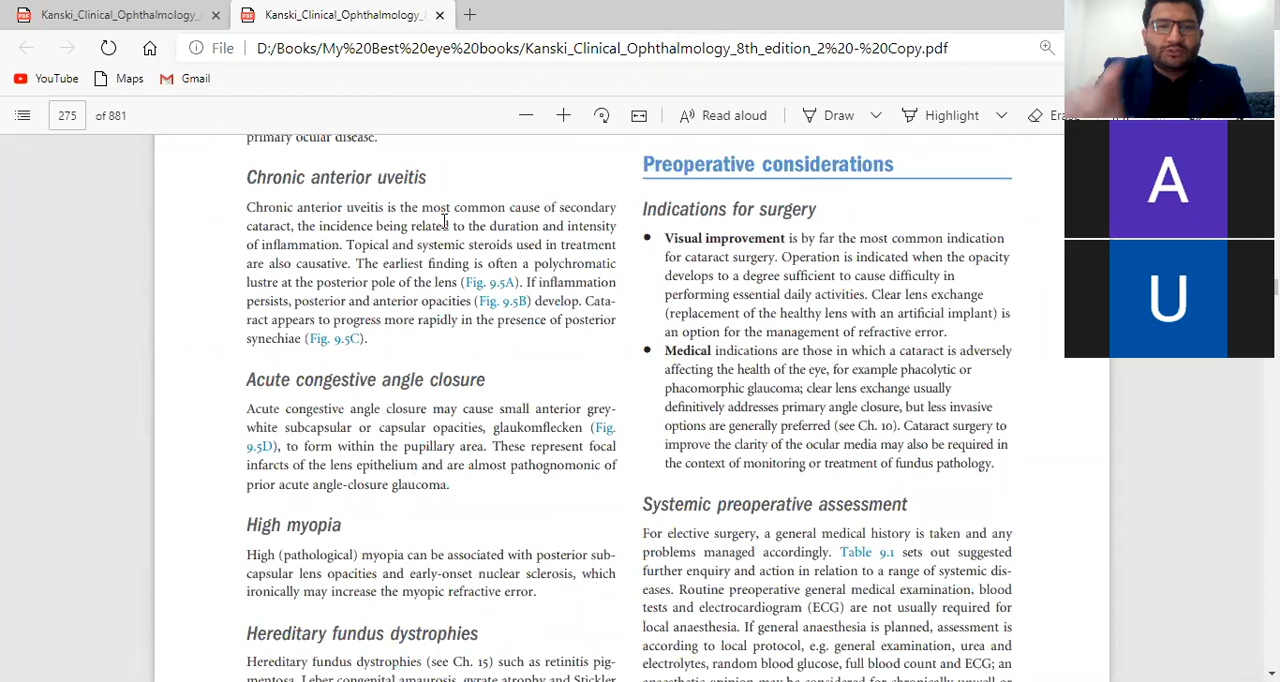 Kanski_Clinical_Ophthalmology_
Kanski_Clinical_Ophthalmology_
File
D:/Books/My%20Best%20eye%20books/Kanski_Clinical_Ophthalmology_8th_edition_2%20-%20Copy.pdf
YouTube
Maps
Gmail
275
of 881
Read aloud
Draw
Highlight
primary ocular disease.
Chronic anterior uveitis
Chronic anterior uveitis is the most common cause of secondary
cataract, the incidence being related to the duration and intensity
of inflammation. Topical and systemic steroids used in treatment
are also causative. The earliest finding is often a polychromatic
lustre at the posterior pole of the lens (Fig. 9.5A). If inflammation
persists, posterior and anterior opacities (Fig. 9.5B) develop. Cata-
ract appears to progress more rapidly in the presence of posterior
synechiae (Fig. 9.5C).
Acute congestive angle closure
Acute congestive angle closure may cause small anterior grey-
white subcapsular or capsular opacities, glaukomflecken (Fig.
9.5D), to form within the pupillary area. These represent focal
infarcts of the lens epithelium and are almost pathognomonic of
prior acute angle-closure glaucoma.
High myopia
High (pathological) myopia can be associated with posterior sub-
capsular lens opacities and early-onset nuclear sclerosis, which
ironically may increase the myopic refractive error.
Hereditary fundus dystrophies
Hereditary fundus dystrophies (see Ch. 15) such as retinitis pig-
mentosa, Leber congenital amaurosis, gyrate atrophy and Stickler
Preoperative considerations
Indications for surgery
• Visual improvement is by far the most common indication
for cataract surgery. Operation is indicated when the opacity
develops to a degree sufficient to cause difficulty in
performing essential daily activities. Clear lens exchange
(replacement of the healthy lens with an artificial implant) is
an option for the management of refractive error.
• Medical indications are those in which a cataract is adversely
affecting the health of the eye, for example phacolytic or
phacomorphic glaucoma; clear lens exchange usually
definitively addresses primary angle closure, but less invasive
options are generally preferred (see Ch. 10). Cataract surgery to
improve the clarity of the ocular media may also be required in
the context of monitoring or treatment of fundus pathology.
Systemic preoperative assessment
For elective surgery, a general medical history is taken and any
problems managed accordingly. Table 9.1 sets out suggested
further enquiry and action in relation to a range of systemic dis-
eases. Routine preoperative general medical examination, blood
tests and electrocardiogram (ECG) are not usually required for
local anaesthesia. If general anaesthesia is planned, assessment is
according to local protocol, e.g. general examination, urea and
electrolytes, random blood glucose, full blood count and ECG; an
anaesthetic opinion may be considered for chronically unwell or
A
U